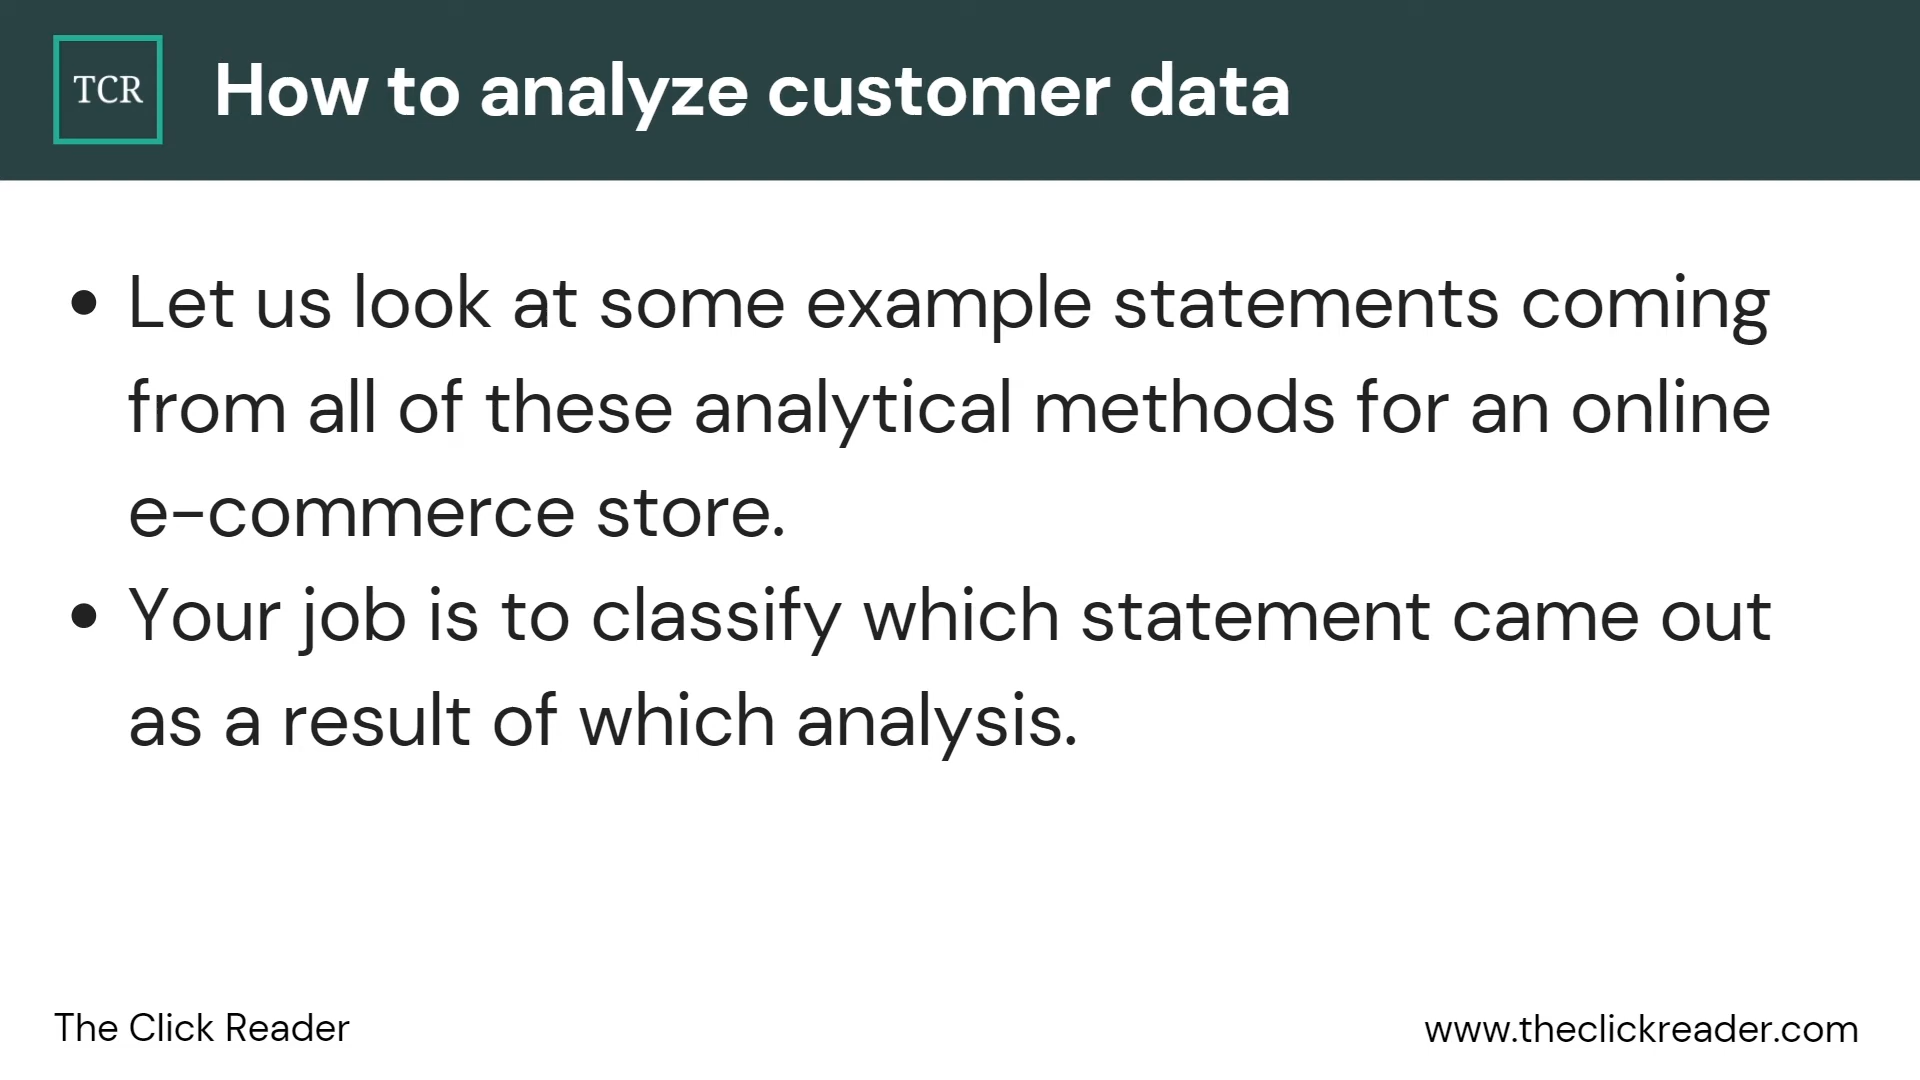 TCR
How to analyze customer data
• Let us look at some example statements coming
from all of these analytical methods for an online
e-commerce store.
• Your job is to classify which statement came out
as a result of which analysis.
The Click Reader
www.theclickreader.com